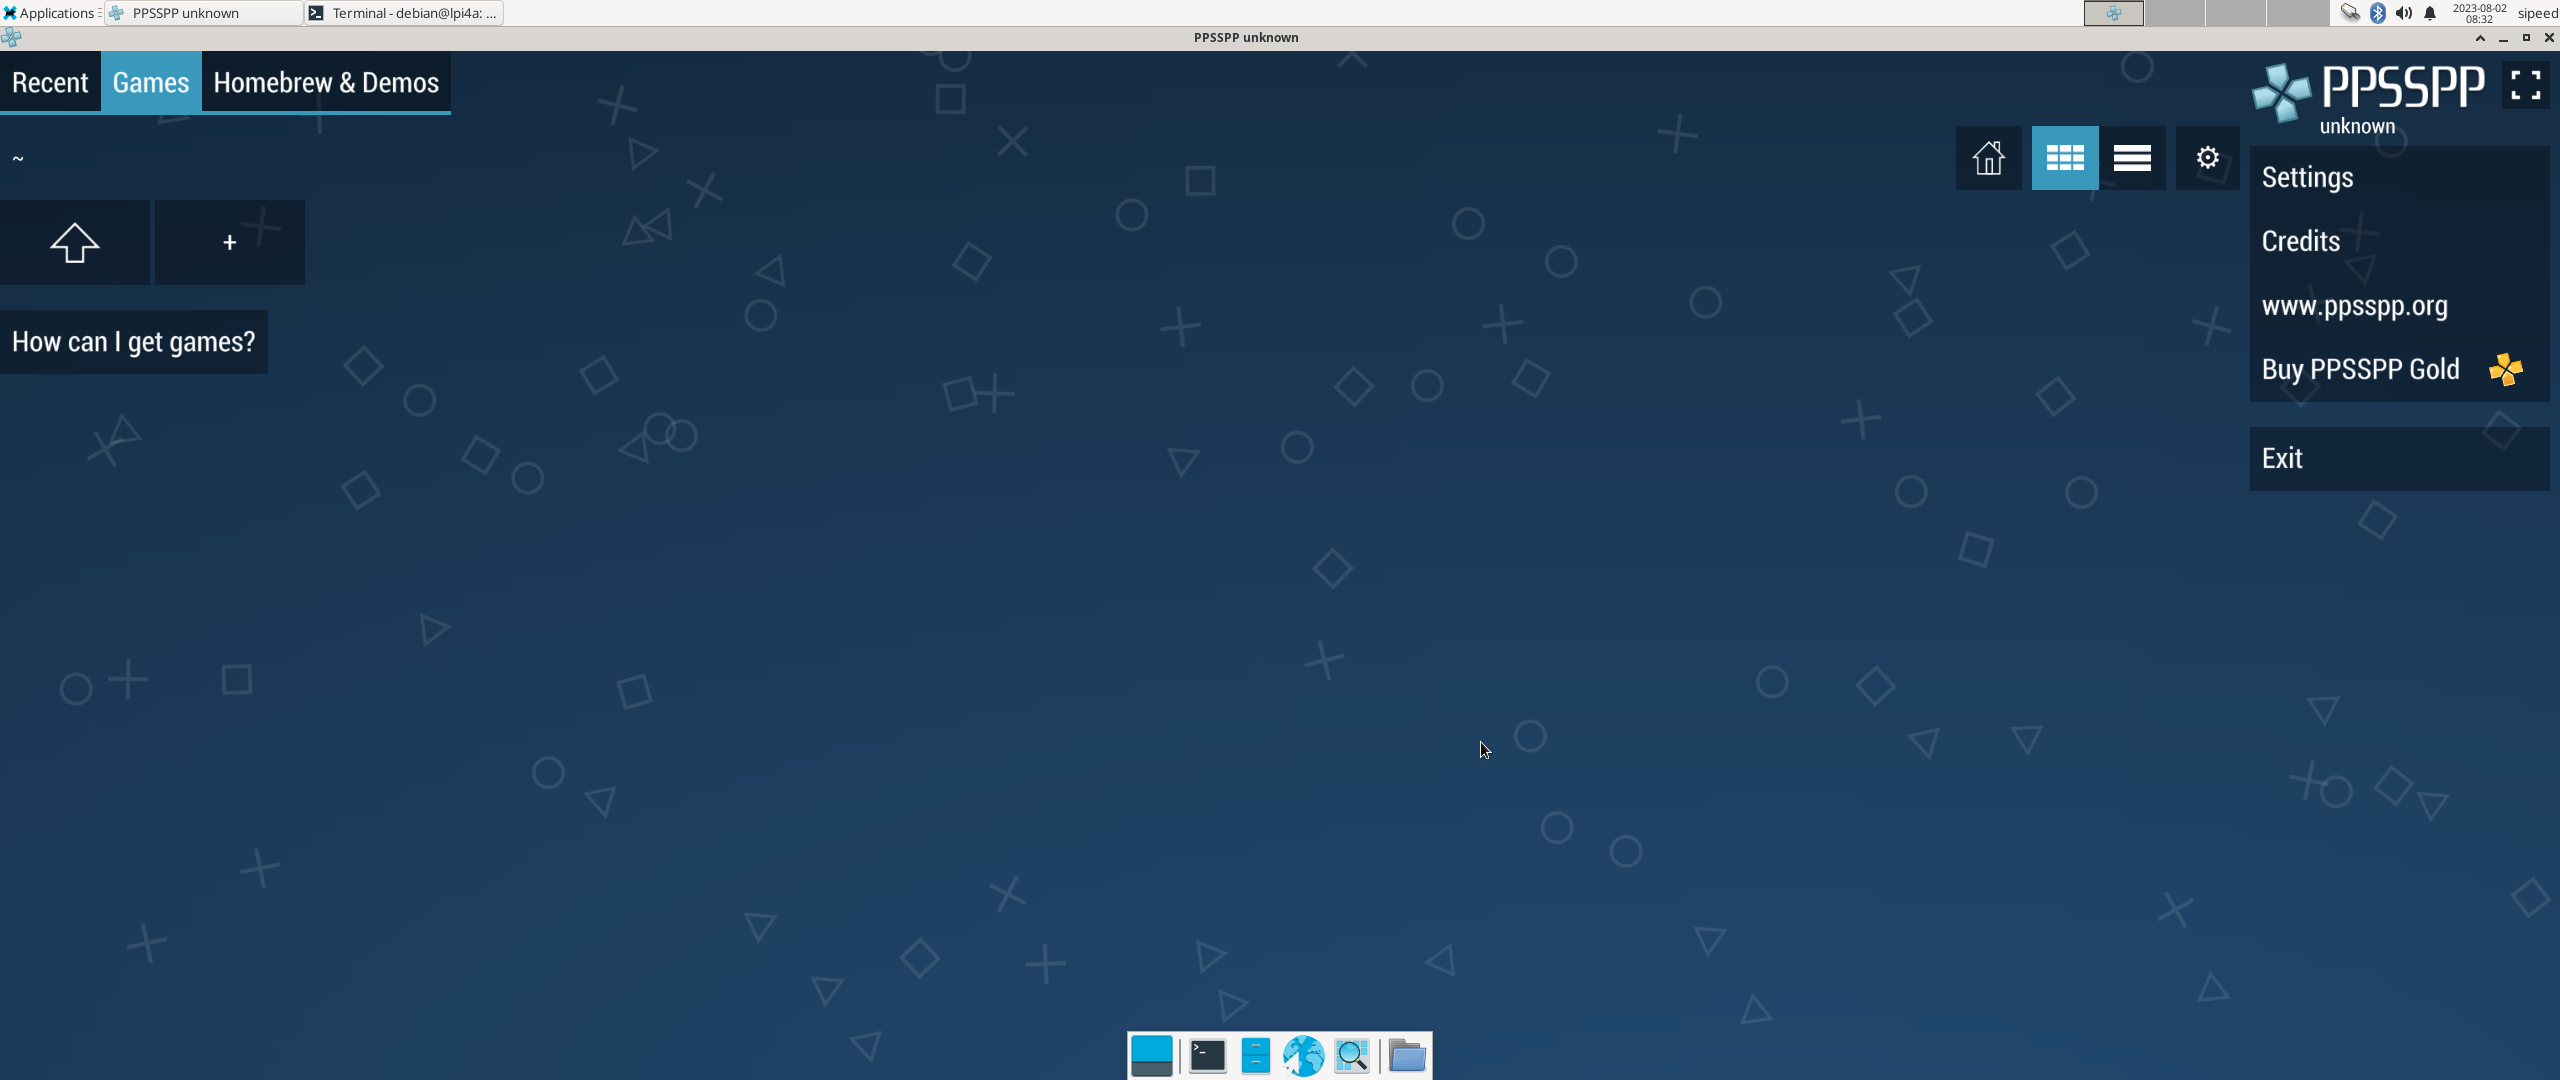 Applications
PPSSPP unknown
Terminal - debian@lpi4a: ...
2023-08-02
08:32
sipeed
PPSSPP unknown
Recent
Games
Homebrew & Demos
PPSSPP
unknown
~
+
How can I get games?
Settings
Credits
www.ppsspp.org
Buy PPSSPP Gold
Exit